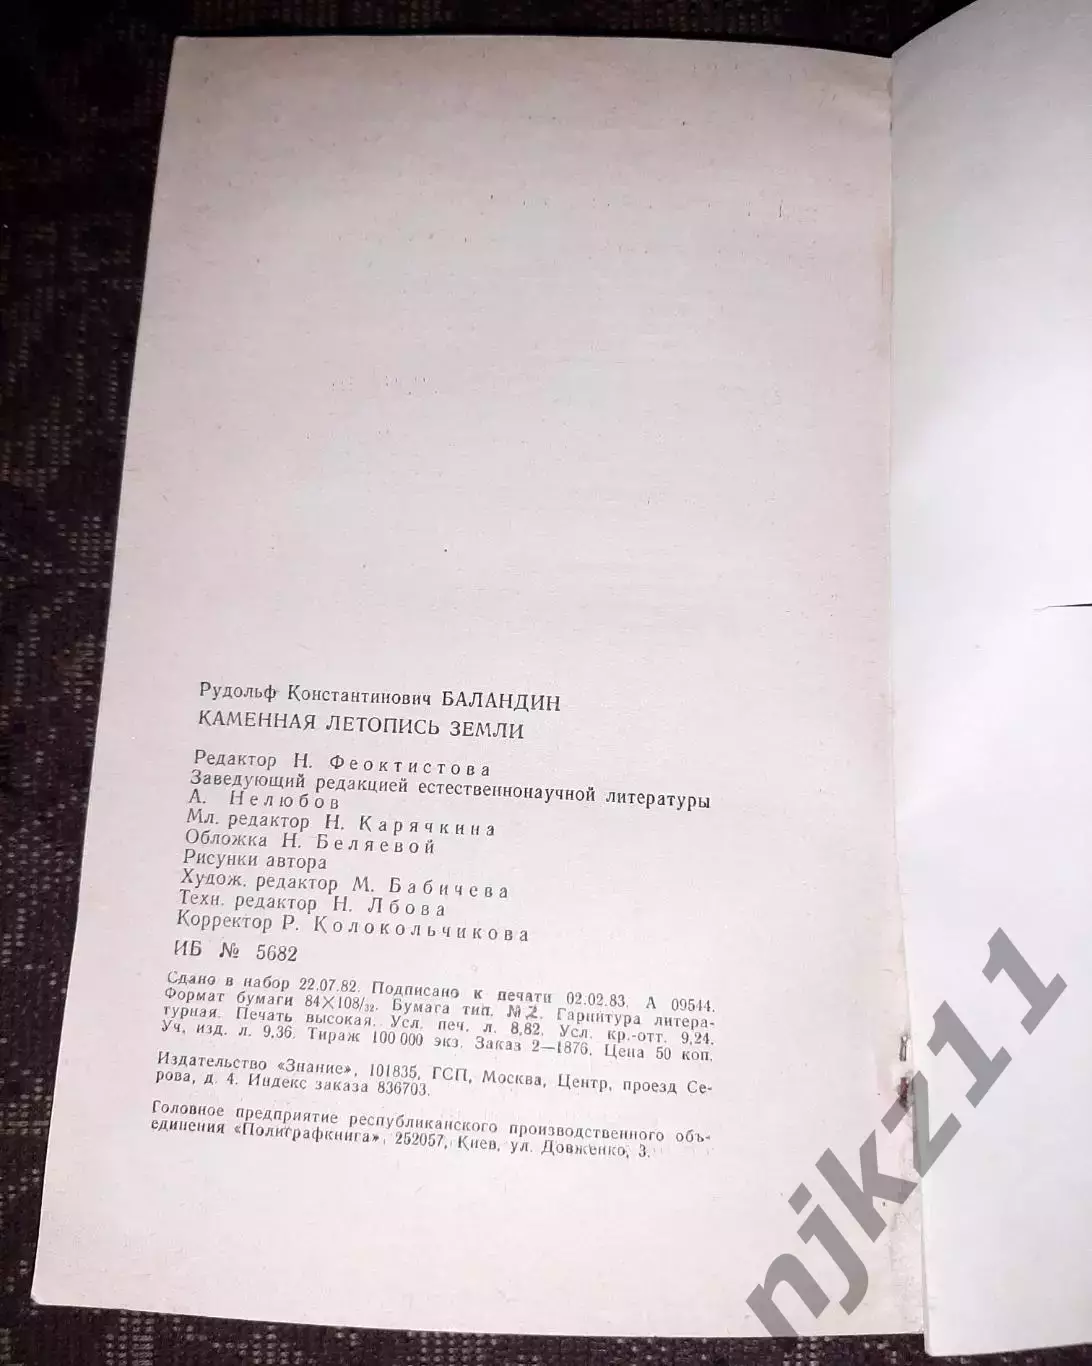 Рудольф Константинович БАЛАНДИН
КАМЕННАЯ ЛЕТОПИСЬ ЗЕМЛИ
Редактор Н. Феоктистова
Заведующий редакцией естественнонаучной литературы
А. Нелюбов
Мл. редактор Н. Карячкина
Обложка Н. Беляевой
Рисунки автора
Худож. редактор М. Бабичева
Техн. редактор Н. Лбова
Корректор Р. Колокольчикова
ИБ № 5682
Сдано в набор 22.07.82. Подписано к печати 02.02.83. А 09544.
Формат бумаги 84×108/32. Бумага тип. № 2. Гарнитура литера-
турная. Печать высокая. Усл. печ. л. 8,82. Усл. кр.-отт. 9,24.
Уч. изд. л. 9,36. Тираж 100 000 экз. Заказ 2—1876. Цена 50 коп.
Издательство «Знание», 101835, ГСП, Москва, Центр, проезд Се-
рова, д. 4. Индекс заказа 836703.
Головное предприятие республиканского производственного объ-
единения «Полиграфкнига», 252057, Киев, ул. Довженко, 3.
njkz11